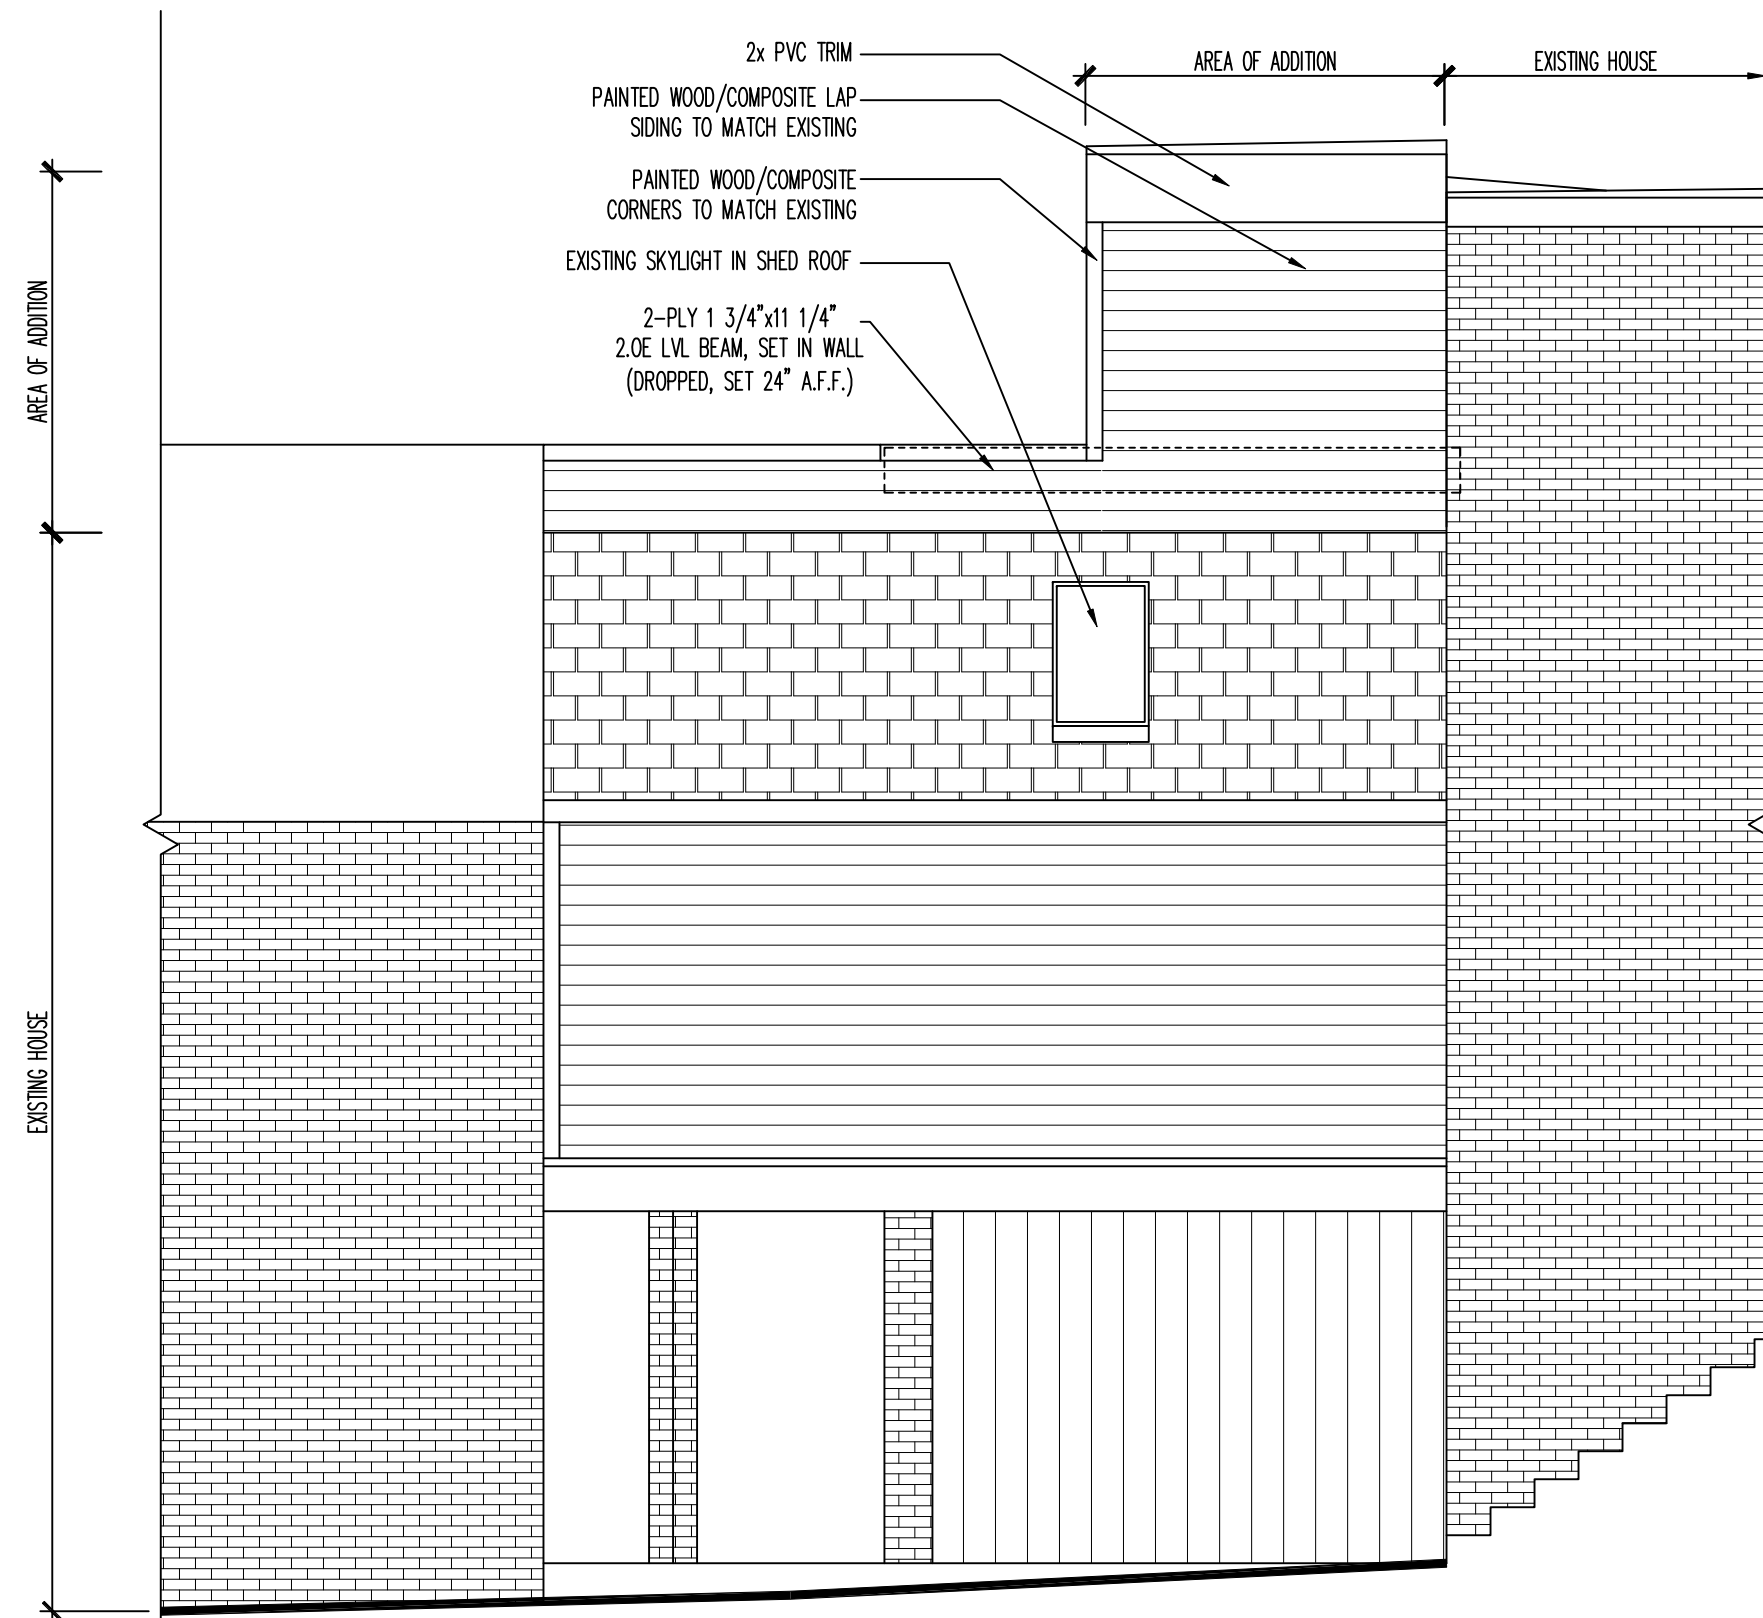 2x PVC TRIM
PAINTED WOOD/COMPOSITE LAP
SIDING TO MATCH EXISTING
PAINTED WOOD/COMPOSITE
CORNERS TO MATCH EXISTING
EXISTING SKYLIGHT IN SHED ROOF
2-PLY 1 3/4"x11 1/4"
2.0E LVL BEAM, SET IN WALL
(DROPPED, SET 24" A.F.F.)
AREA OF ADDITION
EXISTING HOUSE
AREA OF ADDITION
EXISTING HOUSE